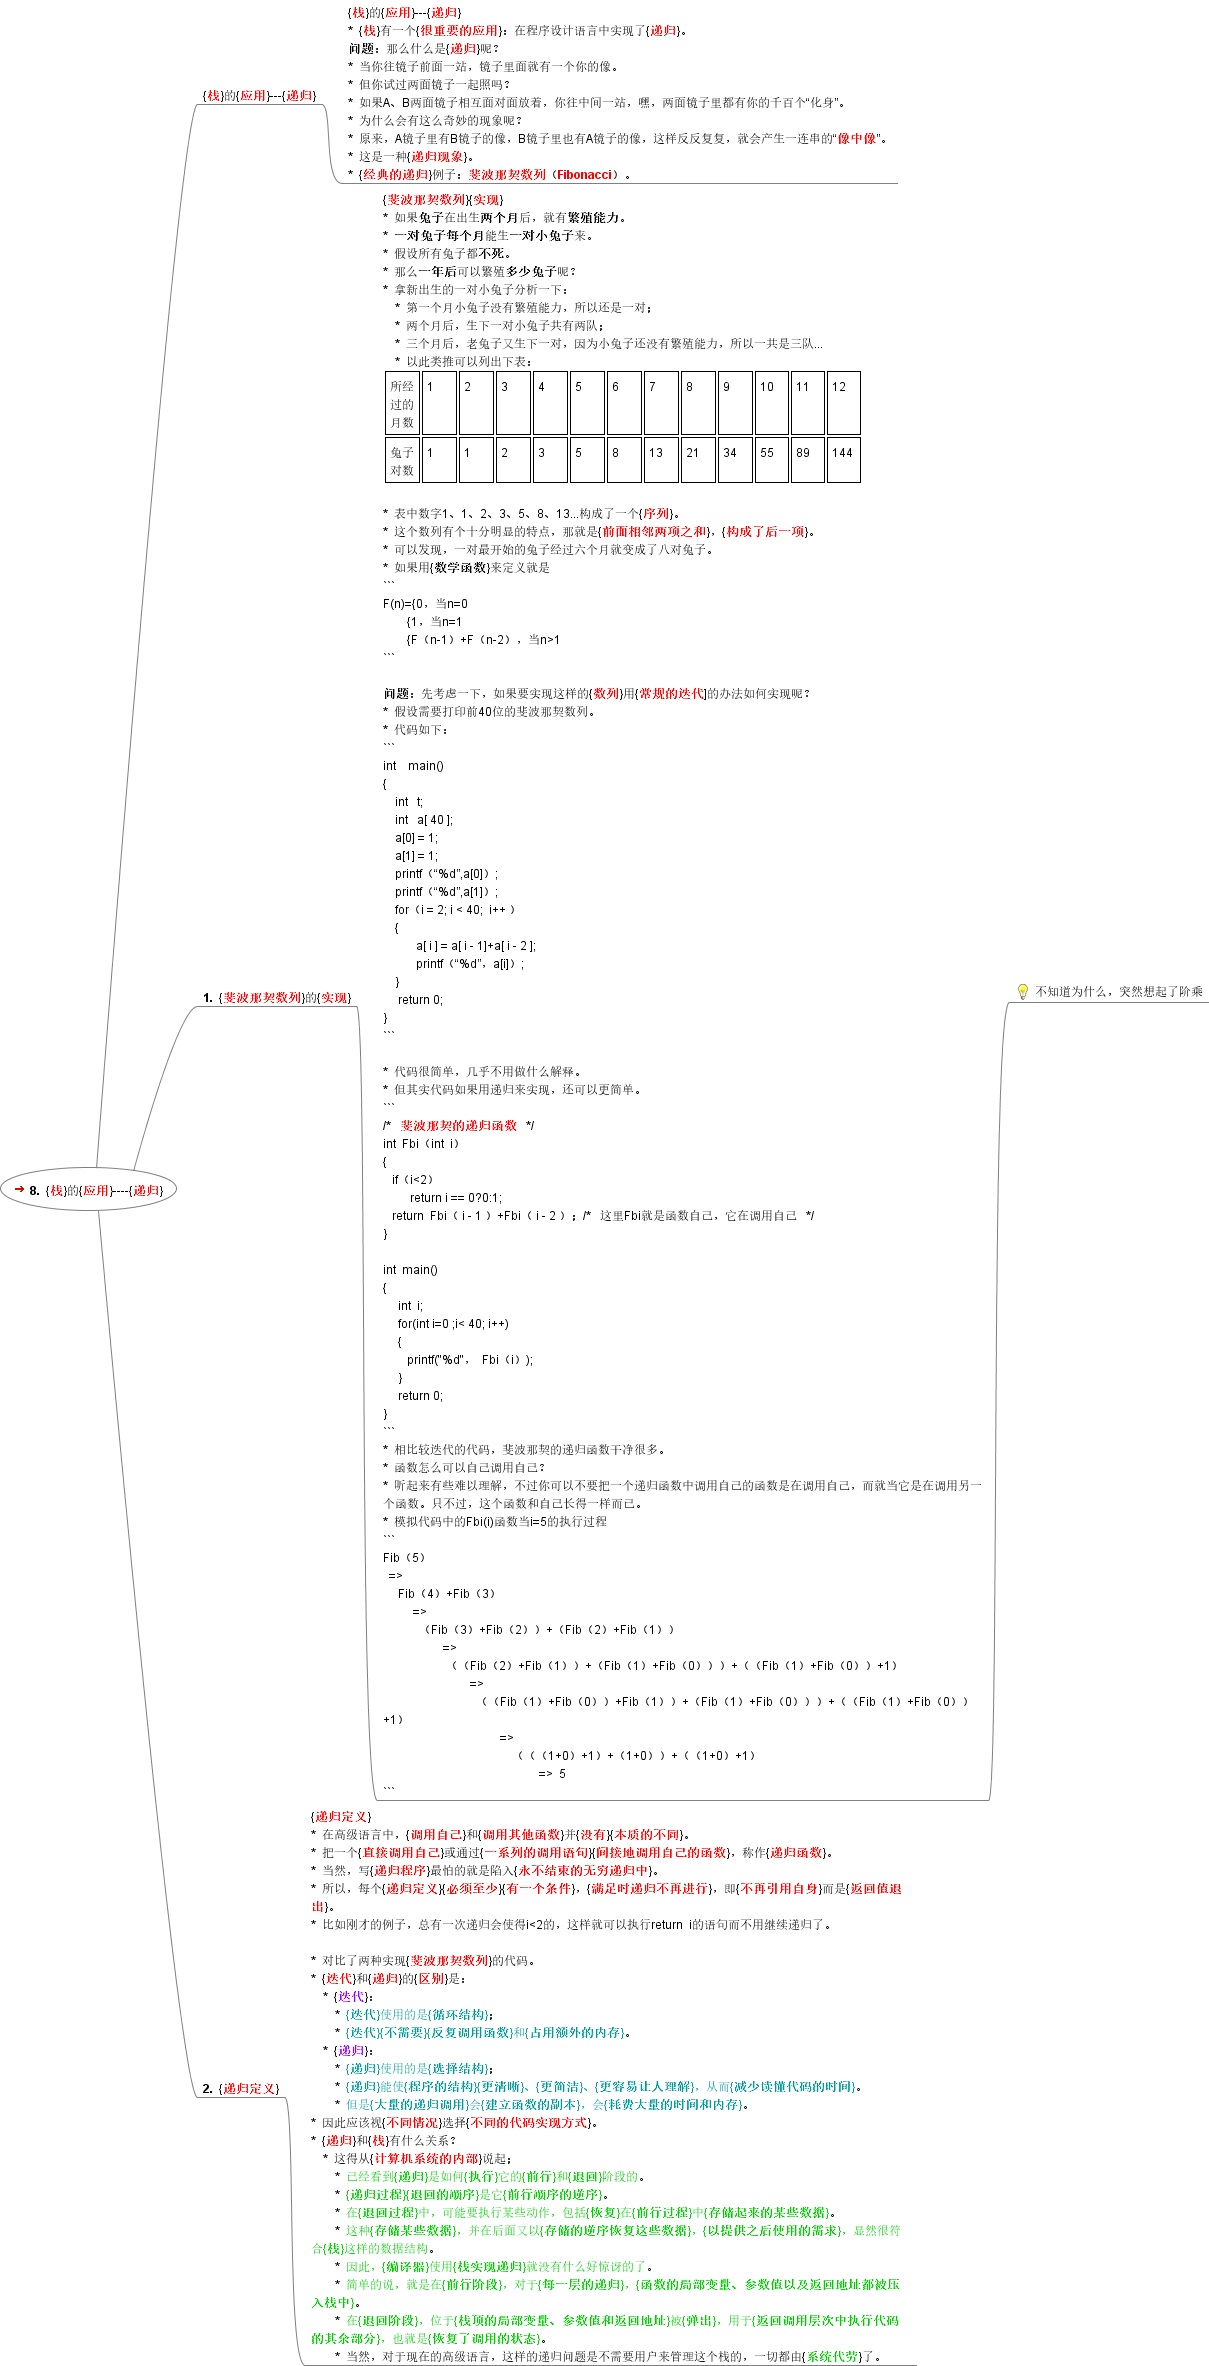 {栈}的{应用}---{递归}
{栈}的{应用}---{递归}
* {栈}有一个{很重要的应用}：在程序设计语言中实现了{递归}。
问题：那么什么是{递归}呢？
* 当你往镜子前面一站，镜子里面就有一个你的像。
* 但你试过两面镜子一起照吗？
* 如果A、B两面镜子相互面对面放着，你往中间一站，嘿，两面镜子里都有你的千百个“化身”。
* 为什么会有这么奇妙的现象呢？
* 原来，A镜子里有B镜子的像，B镜子里也有A镜子的像，这样反反复复，就会产生一连串的“像中像”。
* 这是一种{递归现象}。
* {经典的递归}例子：斐波那契数列（Fibonacci）。
1. {斐波那契数列}的{实现}
{斐波那契数列}{实现}
* 如果兔子在出生两个月后，就有繁殖能力。
* 一对兔子每个月能生一对小兔子来。
* 假设所有兔子都不死。
* 那么一年后可以繁殖多少兔子呢？
* 拿新出生的一对小兔子分析一下：
* 第一个月小兔子没有繁殖能力，所以还是一对；
* 两个月后，生下一对小兔子共有两队；
* 三个月后，老兔子又生下一对，因为小兔子还没有繁殖能力，所以一共是三队...
* 以此类推可以列出下表：
所经过的月数 1 2 3 4 5 6 7 8 9 10 11 12
兔子对数 1 1 2 3 5 8 13 21 34 55 89 144
* 表中数字1、1、2、3、5、8、13...构成了一个{序列}。
* 这个数列有个十分明显的特点，那就是{前面相邻两项之和}，{构成了后一项}。
* 可以发现，一对最开始的兔子经过六个月就变成了八对兔子。
* 如果用{数学函数}来定义就是
```
F(n)={0，当n=0
{1，当n=1
{F（n-1）+F（n-2），当n>1
```
问题：先考虑一下，如果要实现这样的{数列}用{常规的迭代]的办法如何实现呢？
* 假设需要打印前40位的斐波那契数列。
* 代码如下：
```
int main()
{
int t;
int a[ 40 ];
a[0] = 1;
a[1] = 1;
printf（“%d”,a[0]）;
printf（“%d”,a[1]）;
for（i = 2; i < 40; i++ ）
{
a[ i ] = a[ i - 1]+a[ i - 2 ];
printf（“%d”，a[i]）;
}
return 0;
}
```
* 代码很简单，几乎不用做什么解释。
* 但其实代码如果用递归来实现，还可以更简单。
```
/* 斐波那契的递归函数 */
int Fbi（int i）
{
if（i<2）
return i == 0?0:1;
return Fbi（ i - 1 ）+Fbi（ i - 2 ）；/* 这里Fbi就是函数自己，它在调用自己 */
}
int main()
{
int i;
for(int i=0 ;i< 40; i++)
{
printf("%d"， Fbi（i）);
}
return 0;
}
```
* 相比较迭代的代码，斐波那契的递归函数干净很多。
* 函数怎么可以自己调用自己？
* 听起来有些难以理解，不过你可以不要把一个递归函数中调用自己的函数是在调用自己，而就当它是在调用另一
个函数。只不过，这个函数和自己长得一样而已。
* 模拟代码中的Fbi(i)函数当i=5的执行过程
```
Fib（5）
=>
Fib（4）+Fib（3）
=>
（Fib（3）+Fib（2））+（Fib（2）+Fib（1））
=>
（（Fib（2）+Fib（1））+（Fib（1）+Fib（0）））+（（Fib（1）+Fib（0））+1）
=>
（（Fib（1）+Fib（0））+Fib（1））+（Fib（1）+Fib（0）））+（（Fib（1）+Fib（0））
+1）
=>
（（（1+0）+1）+（1+0））+（（1+0）+1）
=> 5
```
不知道为什么，突然想起了阶乘
8. {栈}的{应用}----{递归}
2. {递归定义}
{递归定义}
* 在高级语言中，{调用自己}和{调用其他函数}并{没有}{本质的不同}。
* 把一个{直接调用自己}或通过{一系列的调用语句}{间接地调用自己的函数}，称作{递归函数}。
* 当然，写{递归程序}最怕的就是陷入{永不结束的无穷递归中}。
* 所以，每个{递归定义}{必须至少}{有一个条件}，{满足时递归不再进行}，即{不再引用自身}而是{返回值退
出}。
* 比如刚才的例子，总有一次递归会使得i<2的，这样就可以执行return i的语句而不用继续递归了。
* 对比了两种实现{斐波那契数列}的代码。
* {迭代}和{递归}的{区别}是：
* {迭代}：
* {迭代}使用的是{循环结构}；
* {迭代}{不需要}{反复调用函数}和{占用额外的内存}。
* {递归}：
* {递归}使用的是{选择结构}；
* {递归}能使{程序的结构}{更清晰}、{更简洁}、{更容易让人理解}，从而{减少读懂代码的时间}。
* 但是{大量的递归调用}会{建立函数的副本}，会{耗费大量的时间和内存}。
* 因此应该视{不同情况}选择{不同的代码实现方式}。
* {递归}和{栈}有什么关系？
* 这得从{计算机系统的内部}说起；
* 已经看到{递归}是如何{执行}它的{前行}和{退回}阶段的。
* {递归过程}{退回的顺序}是它{前行顺序的逆序}。
* 在{退回过程}中，可能要执行某些动作，包括{恢复}在{前行过程}中{存储起来的某些数据}。
* 这种{存储某些数据}，并在后面又以{存储的逆序恢复这些数据}，{以提供之后使用的需求}，显然很符
合{栈}这样的数据结构。
* 因此，{编译器}使用{栈实现递归}就没有什么好惊讶的了。
* 简单的说，就是在{前行阶段}，对于{每一层的递归}，{函数的局部变量、参数值以及返回地址都被压
入栈中}。
* 在{退回阶段}，位于{栈顶的局部变量、参数值和返回地址}被{弹出}，用于{返回调用层次中执行代码
的其余部分}，也就是{恢复了调用的状态}。
* 当然，对于现在的高级语言，这样的递归问题是不需要用户来管理这个栈的，一切都由{系统代劳}了。